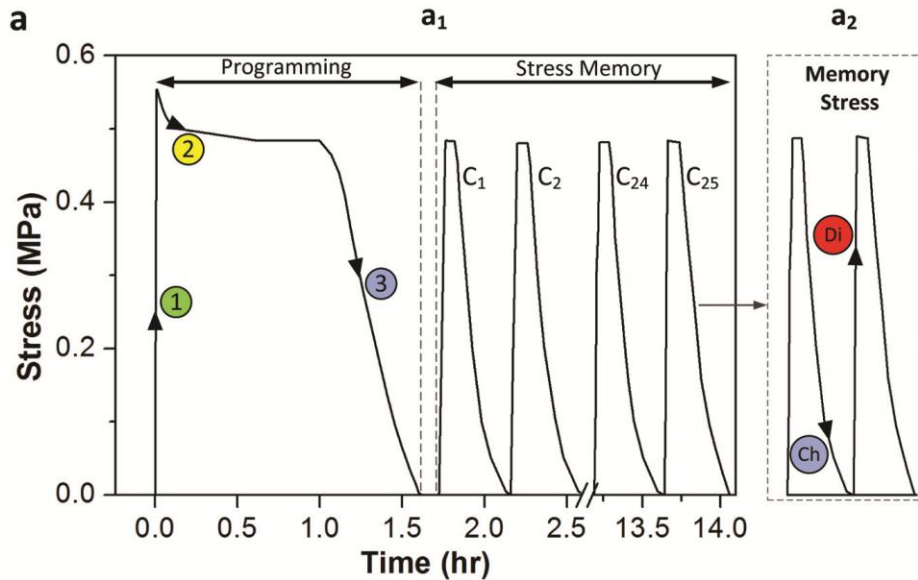 a
a1
a2
Programming
Stress Memory
Memory
Stress
0.6
0.4
0.2
0.0
Stress (MPa)
1
2
3
C1
C2
C24
C25
Di
Ch
0.0 0.5 1.0 1.5 2.0 2.5 13.5 14.0
Time (hr)